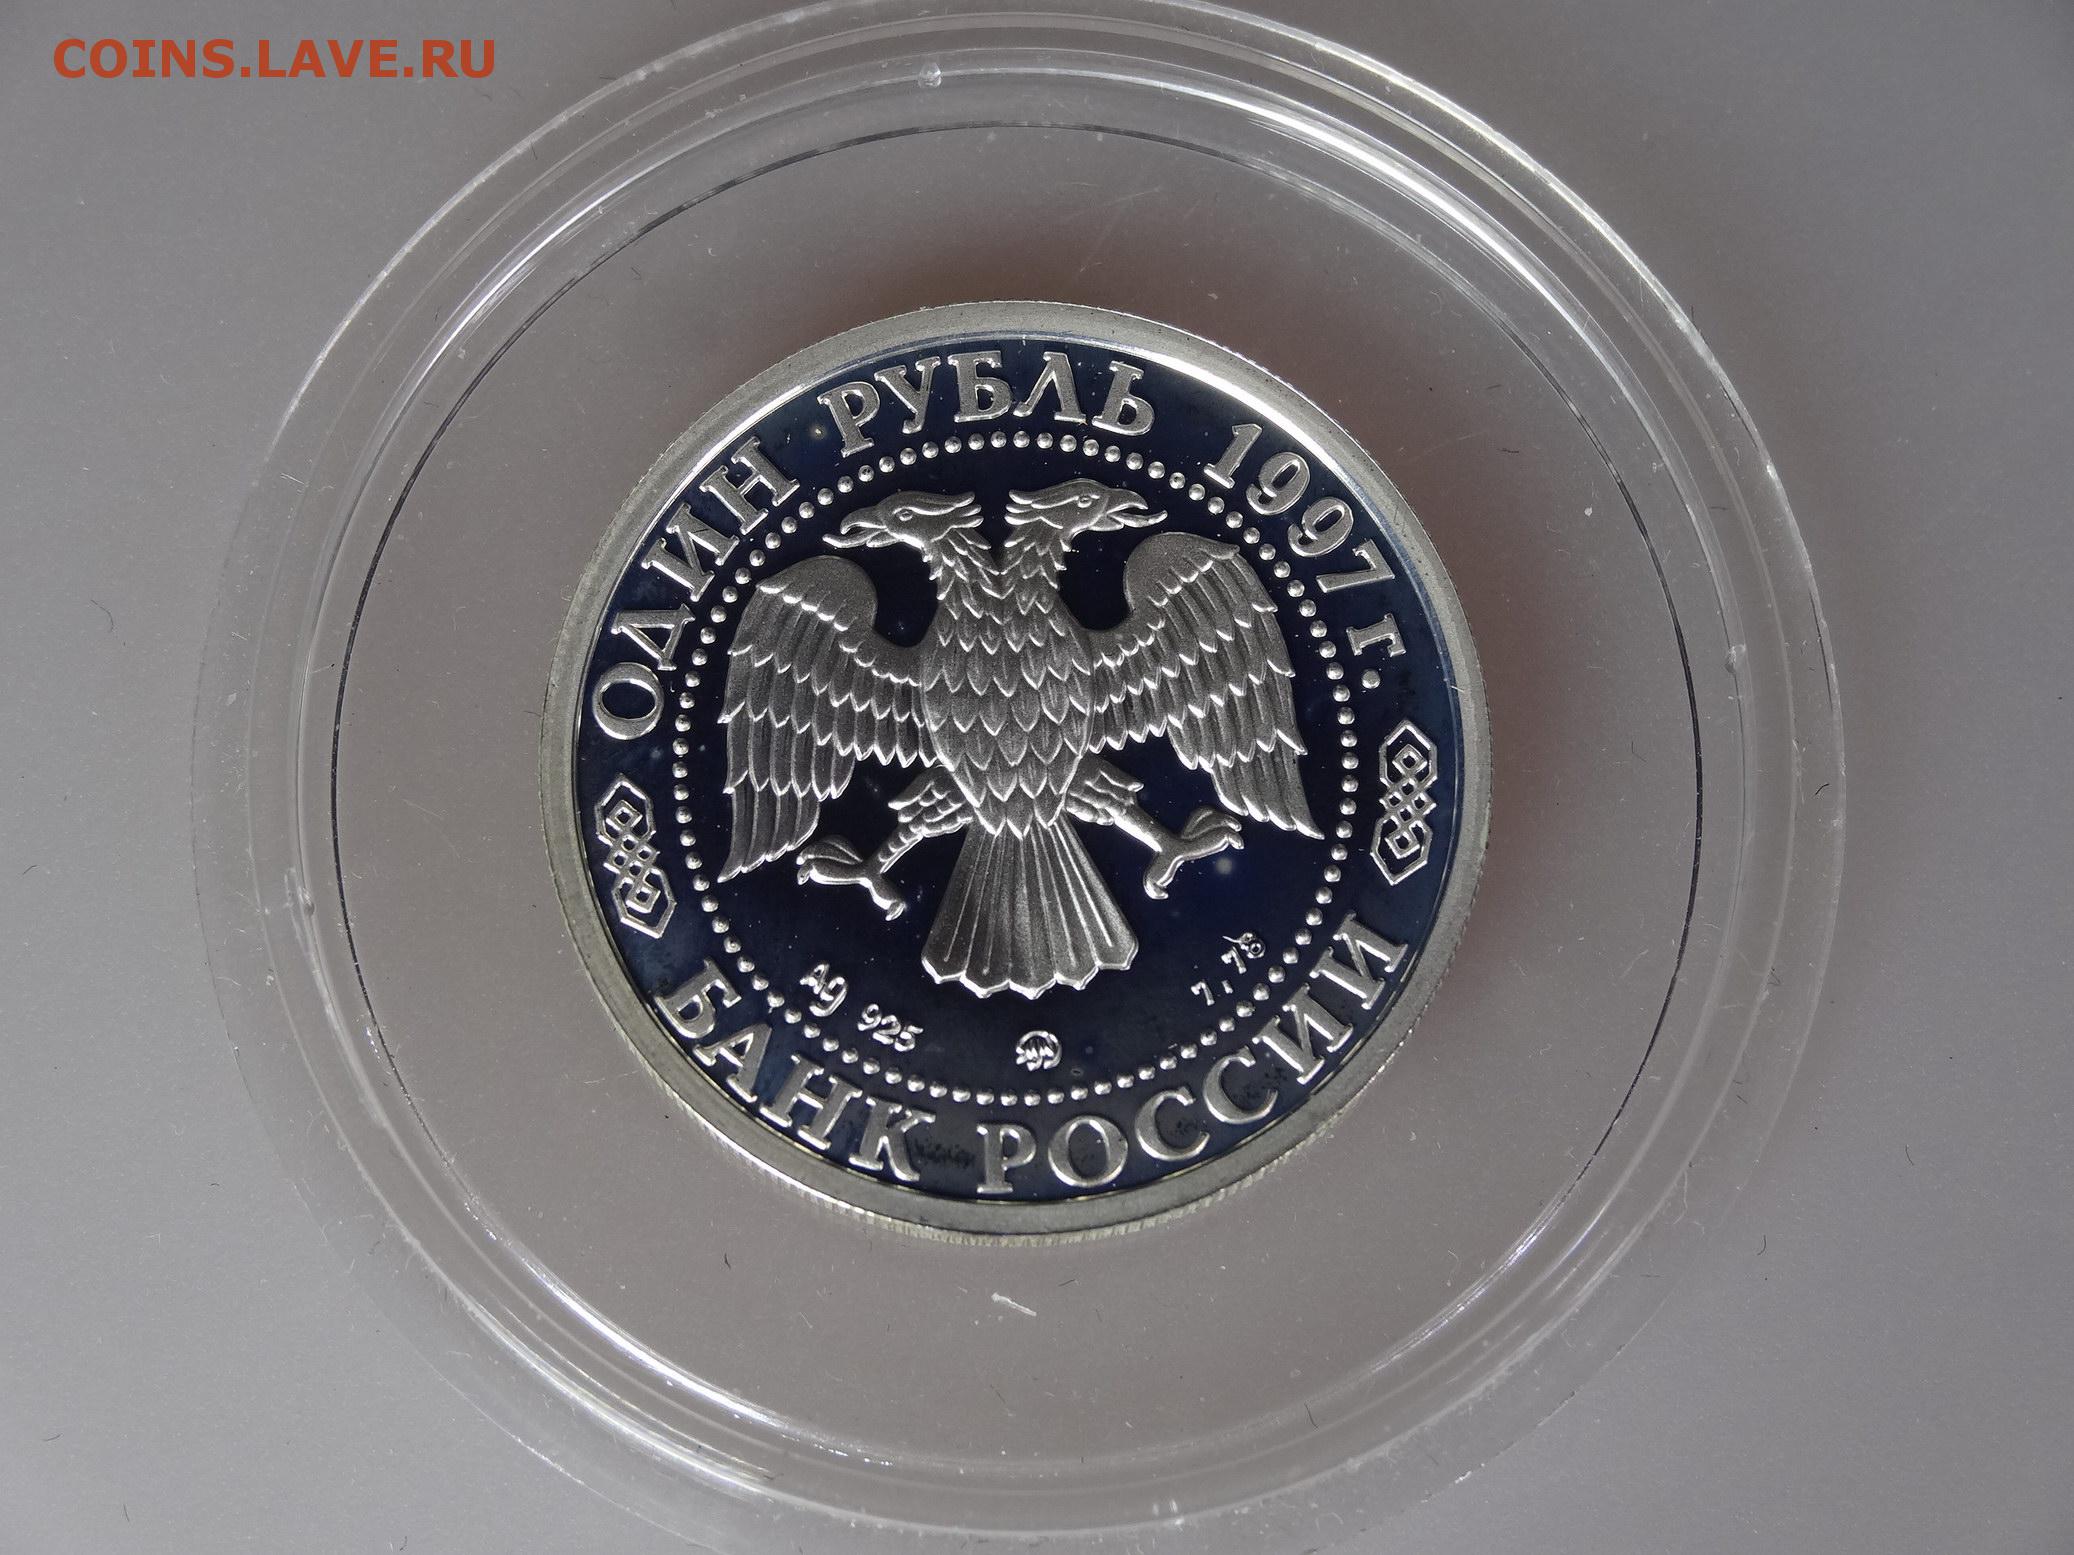 COINS.LAVE.RU
ОДИН РУБЛЬ 1997 г.
Ag 925
7,78
БАНК РОССИИ